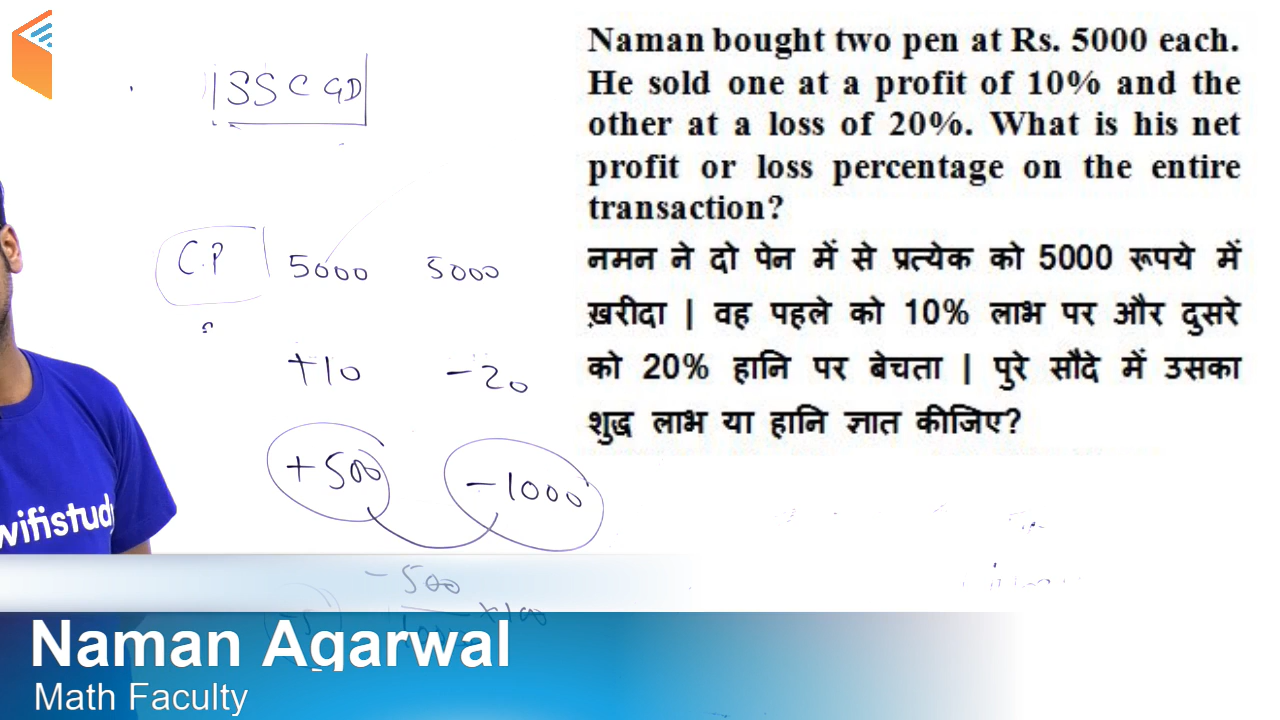 SSC GD
Naman bought two pen at Rs. 5000 each.
He sold one at a profit of 10% and the
other at a loss of 20%. What is his net
profit or loss percentage on the entire
transaction?
नमन ने दो पेन में से प्रत्येक को 5000 रूपये में
ख़रीदा | वह पहले को 10% लाभ पर और दुसरे
को 20% हानि पर बेचता | पुरे सौदे में उसका
शुद्ध लाभ या हानि ज्ञात कीजिए?
C.P 5000 5000
+10 -20
+500 -1000
-500
×100
wifistudy
Naman Agarwal
Math Faculty